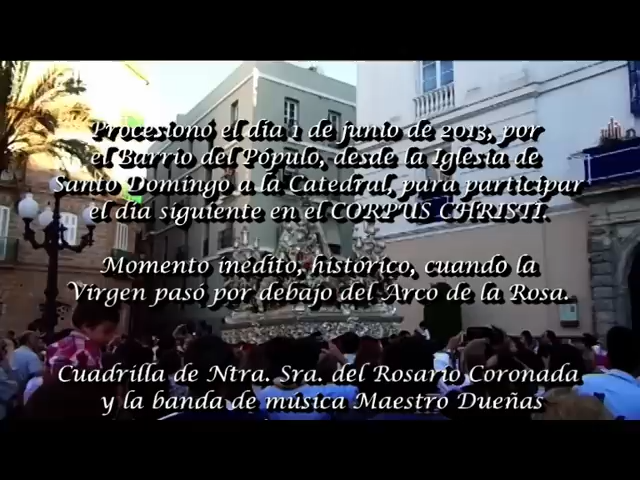 Procesionó el día 1 de junio de 2013, por
el Barrio del Pópulo, desde la Iglesia de
Santo Domingo a la Catedral, para participar
el día siguiente en el CORPUS CHRISTI.
Momento inédito, histórico, cuando la
Virgen pasó por debajo del Arco de la Rosa.
Cuadrilla de Ntra. Sra. del Rosario Coronada
y la banda de música Maestro Dueñas